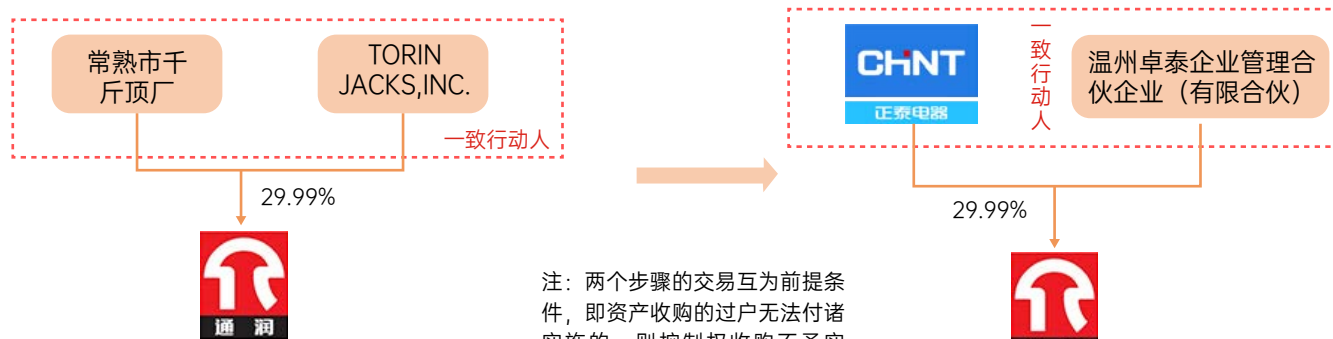 常熟市千
斤顶厂
TORIN
JACKS,INC.
一致行动人
29.99%
通 润
注：两个步骤的交易互为前提条
件，即资产收购的过户无法付诸
CHNT
正泰电器
一致行动人
温州卓泰企业管理合
伙企业（有限合伙）
29.99%